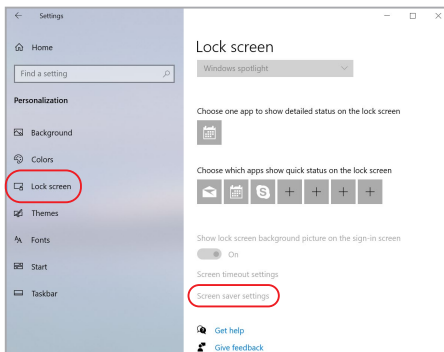 Settings
Home
Find a setting
Personalization
Background
Colors
Lock screen
Themes
Fonts
Start
Taskbar
Lock screen
Windows spotlight
Choose one app to show detailed status on the lock screen
Choose which apps show quick status on the lock screen
Show lock screen background picture on the sign-in screen
On
Screen timeout settings
Screen saver settings
Get help
Give feedback